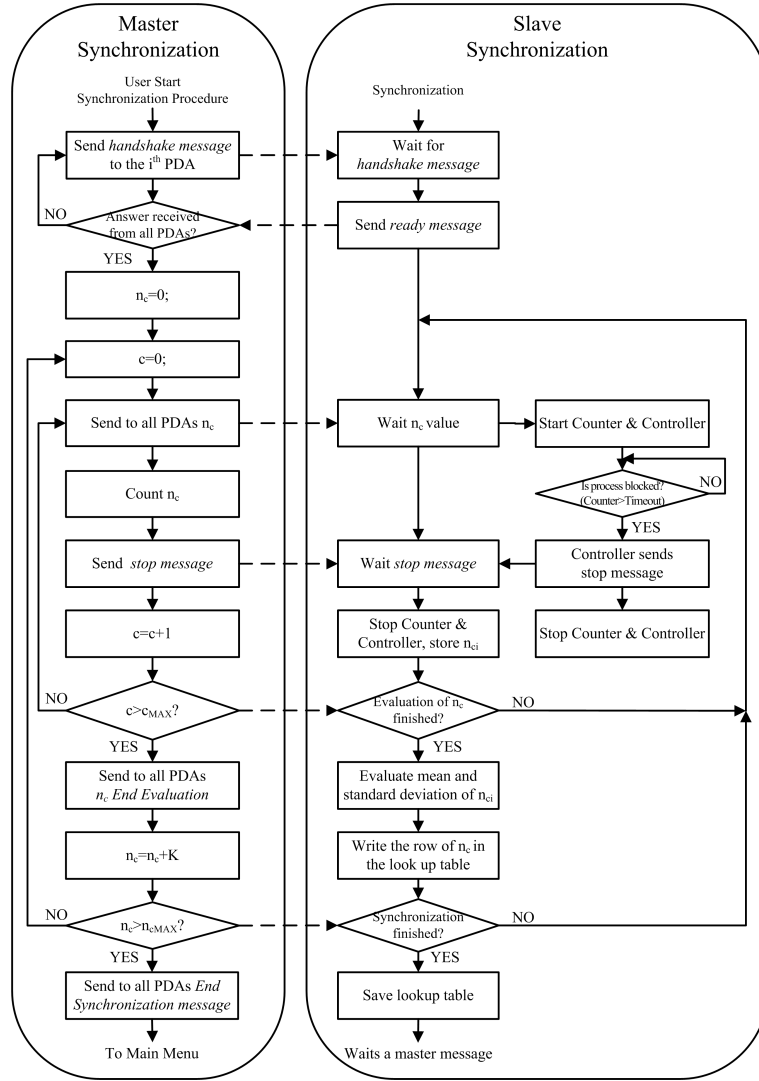 Master
Synchronization
User Start
Synchronization Procedure
Send handshake message
to the ith PDA
NO
Answer received
from all PDAs?
YES
nc=0;
c=0;
Send to all PDAs nc
Count nc
Send stop message
c=c+1
NO
c>cMAX?
YES
Send to all PDAs
nc End Evaluation
nc=nc+K
NO
nc>ncMAX?
YES
Send to all PDAs End
Synchronization message
To Main Menu
Slave
Synchronization
Synchronization
Wait for
handshake message
Send ready message
Wait nc value
Start Counter & Controller
Is process blocked?
(Counter>Timeout)
NO
YES
Wait stop message
Controller sends
stop message
Stop Counter &
Controller, store nci
Stop Counter & Controller
Evaluation of nc
finished?
NO
YES
Evaluate mean and
standard deviation of nci
Write the row of nc in
the look up table
Synchronization
finished?
NO
YES
Save lookup table
Waits a master message